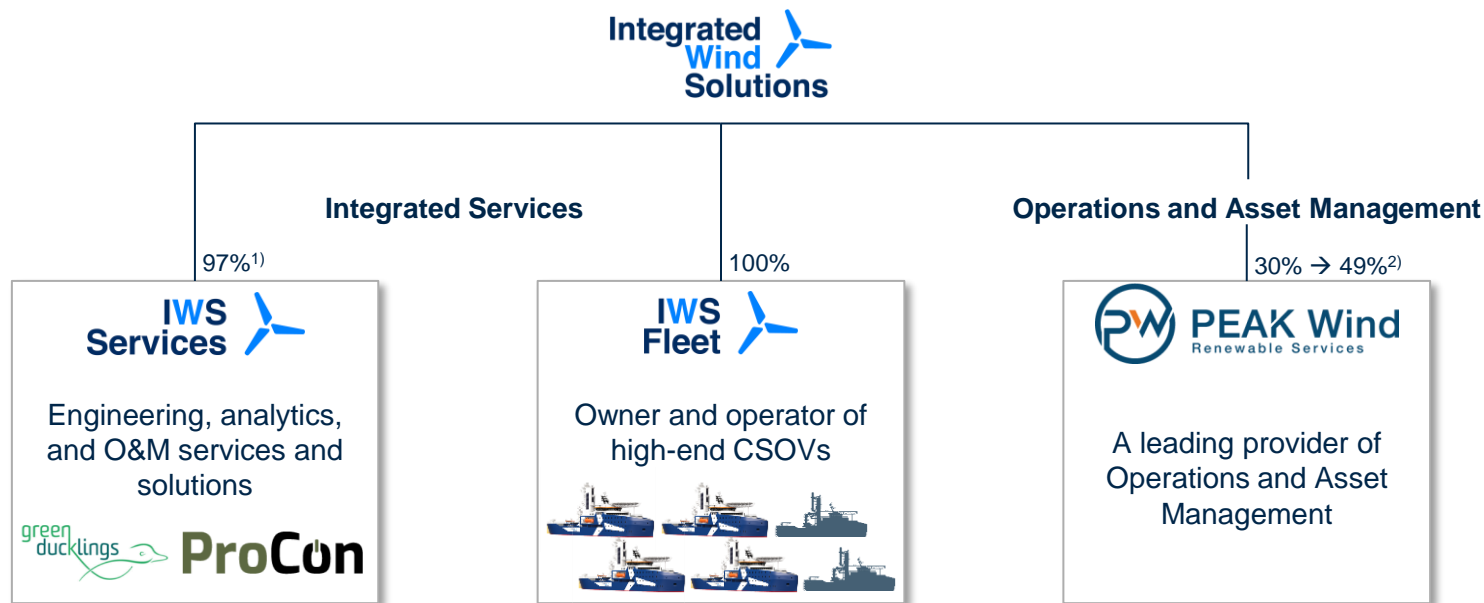 Integrated
Wind
Solutions
Integrated Services
Operations and Asset Management
97%1)
100%
30% → 49%2)
IWS
Services
Engineering, analytics,
and O&M services and
solutions
green
ducklings
ProCon
IWS
Fleet
Owner and operator of
high-end CSOVs
PW
PEAK Wind
Renewable Services
A leading provider of
Operations and Asset
Management